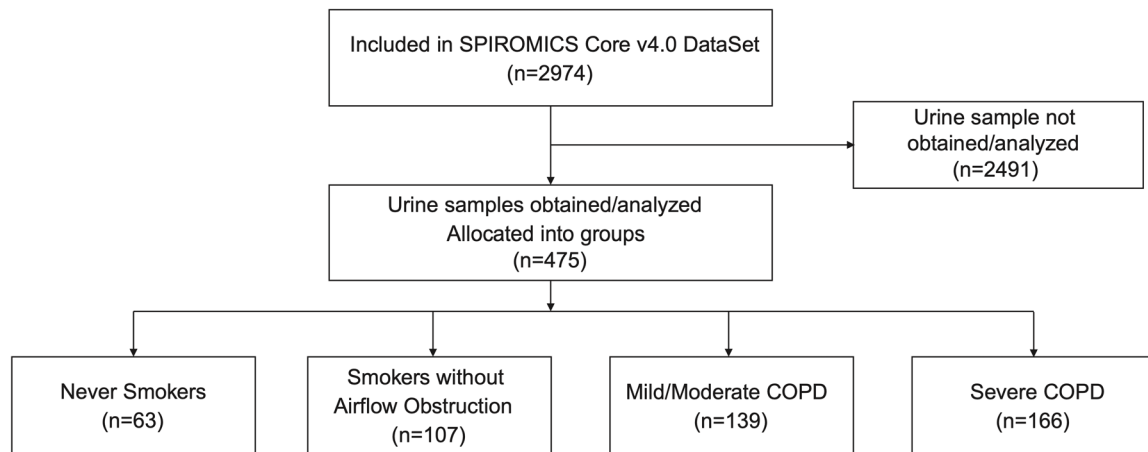 Included in SPIROMICS Core v4.0 DataSet
(n=2974)
Urine sample not
obtained/analyzed
(n=2491)
Urine samples obtained/analyzed
Allocated into groups
(n=475)
Never Smokers
(n=63)
Smokers without
Airflow Obstruction
(n=107)
Mild/Moderate COPD
(n=139)
Severe COPD
(n=166)